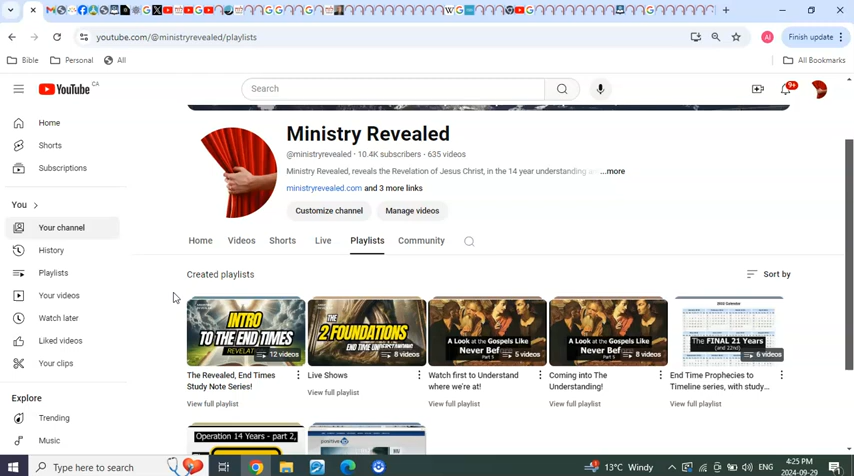 youtube.com/@ministryrevealed/playlists
Finish update
Bible
Personal
All
All Bookmarks
YouTube CA
Search
9+
AI
Home
Shorts
Subscriptions
You
Your channel
History
Playlists
Your videos
Watch later
Liked videos
Your clips
Explore
Trending
Music
Ministry Revealed
@ministryrevealed · 10.4K subscribers · 635 videos
Ministry Revealed, reveals the Revelation of Jesus Christ, in the 14 year understanding ...more
ministryrevealed.com and 3 more links
Customize channel
Manage videos
Home
Videos
Shorts
Live
Playlists
Community
Created playlists
Sort by
INTRO
TO THE END TIMES
12 videos
The Revealed, End Times
Study Note Series!
View full playlist
THE 2 FOUNDATIONS
8 videos
Live Shows
View full playlist
A Look at the Gospels Like
Never Bef
Part 5
5 videos
Watch first to Understand
where we're at!
View full playlist
A Look at the Gospels Like
Never Bef
Part 5
8 videos
Coming into The
Understanding!
View full playlist
2022 Calendar
The FINAL 21 Years
(and 22nd)
6 videos
End Time Prophecies to
Timeline series, with study...
View full playlist
Operation 14 Years - part 2,
Type here to search
13°C Windy
ENG
4:25 PM
2024-09-29